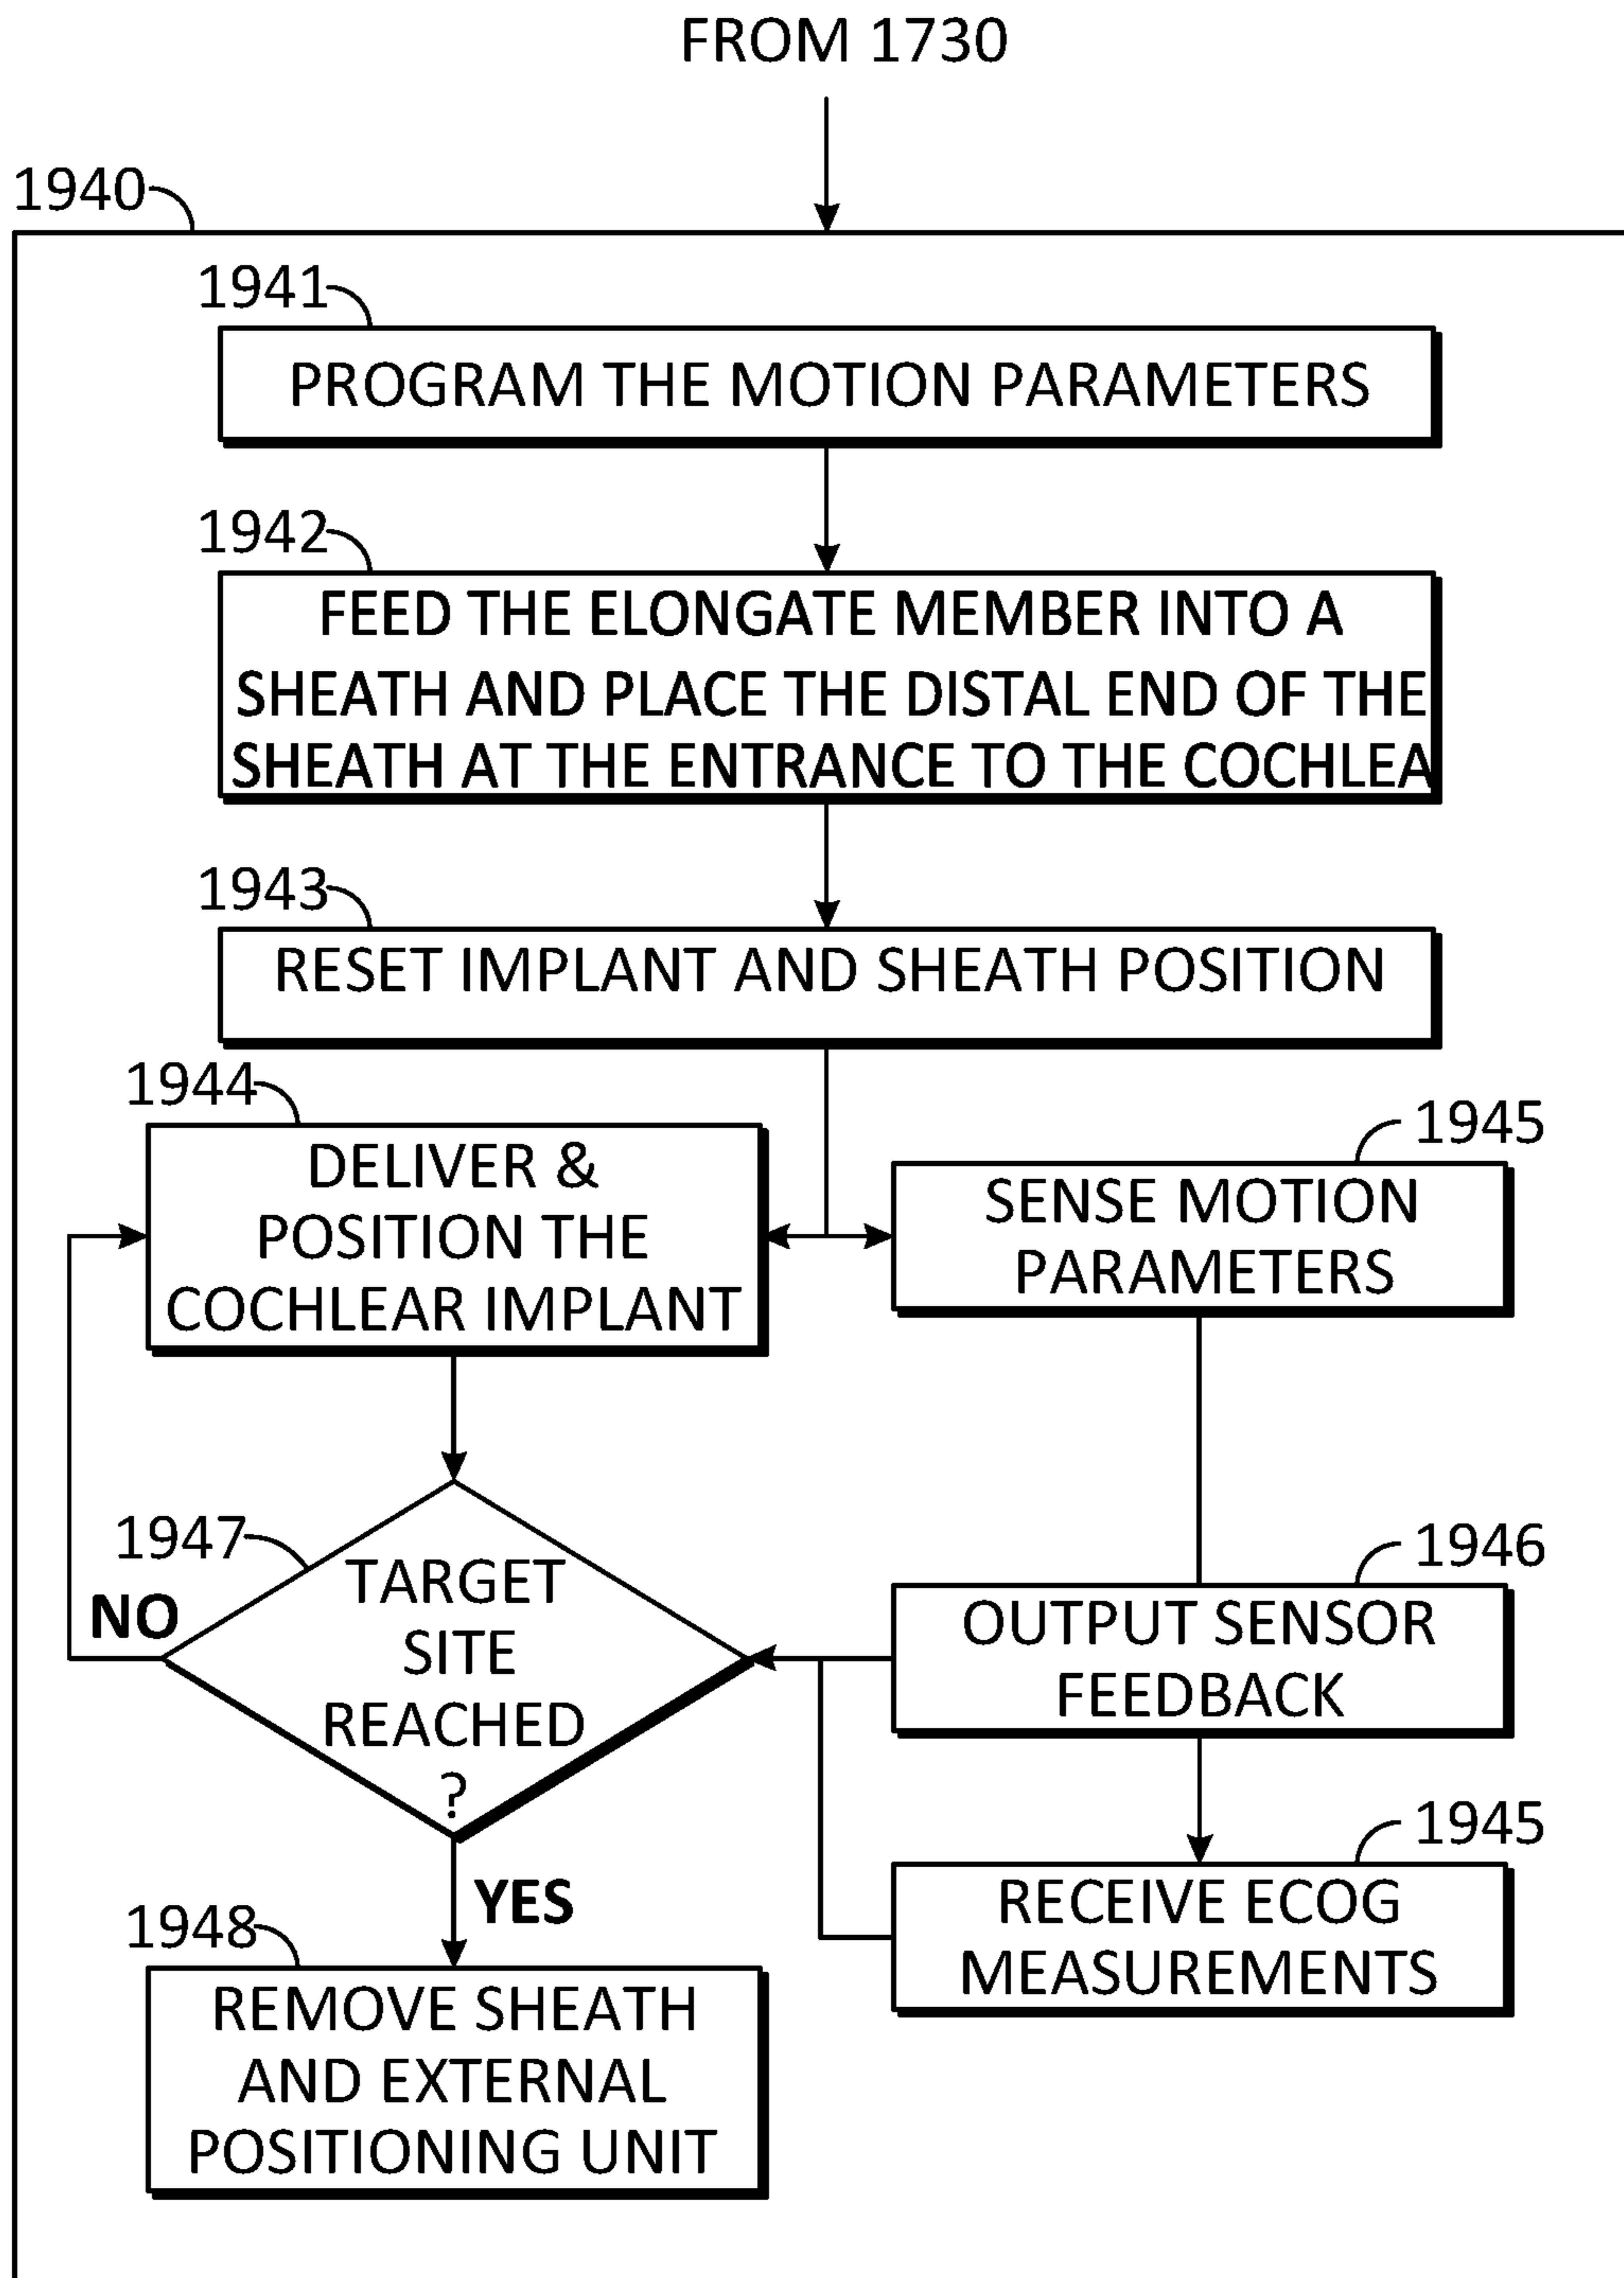 FROM 1730
1940
1941
PROGRAM THE MOTION PARAMETERS
1942
FEED THE ELONGATE MEMBER INTO A
SHEATH AND PLACE THE DISTAL END OF THE
SHEATH AT THE ENTRANCE TO THE COCHLEA
1943
RESET IMPLANT AND SHEATH POSITION
1944
DELIVER &
POSITION THE
COCHLEAR IMPLANT
1945
SENSE MOTION
PARAMETERS
1947
NO
TARGET
SITE
REACHED
?
1946
OUTPUT SENSOR
FEEDBACK
1945
RECEIVE ECOG
MEASUREMENTS
YES
1948
REMOVE SHEATH
AND EXTERNAL
POSITIONING UNIT